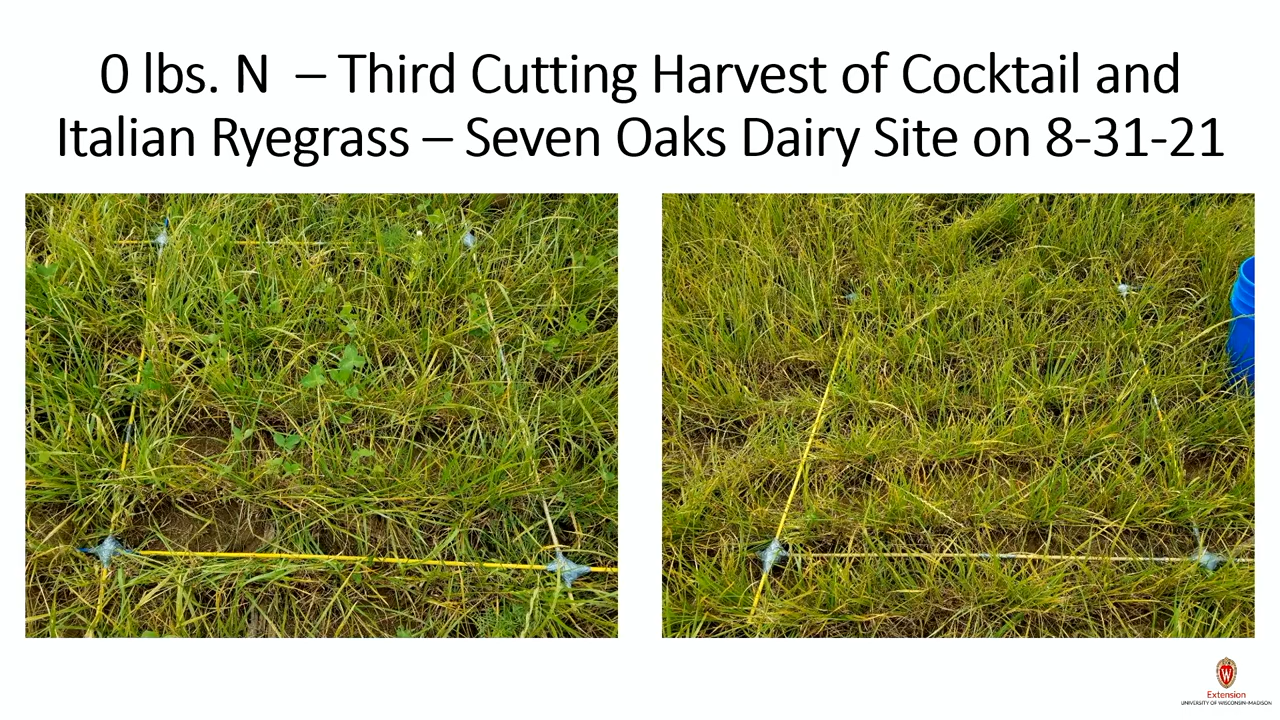 0 lbs. N – Third Cutting Harvest of Cocktail and
Italian Ryegrass – Seven Oaks Dairy Site on 8-31-21
W
Extension
UNIVERSITY OF WISCONSIN-MADISON